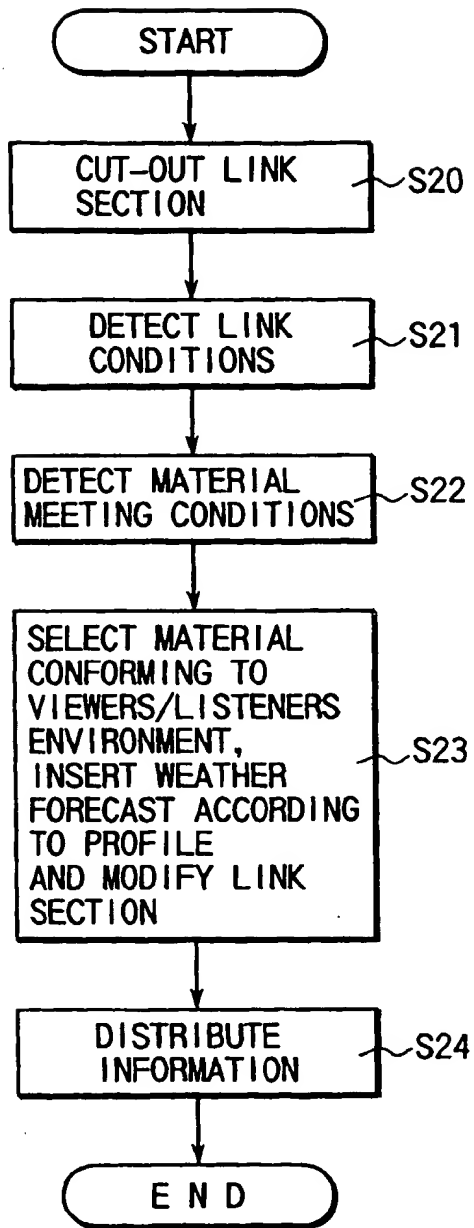 START
CUT-OUT LINK
SECTION
S20
DETECT LINK
CONDITIONS
S21
DETECT MATERIAL
MEETING CONDITIONS
S22
SELECT MATERIAL
CONFORMING TO
VIEWERS/LISTENERS
ENVIRONMENT,
INSERT WEATHER
FORECAST ACCORDING
TO PROFILE
AND MODIFY LINK
SECTION
S23
DISTRIBUTE
INFORMATION
S24
END